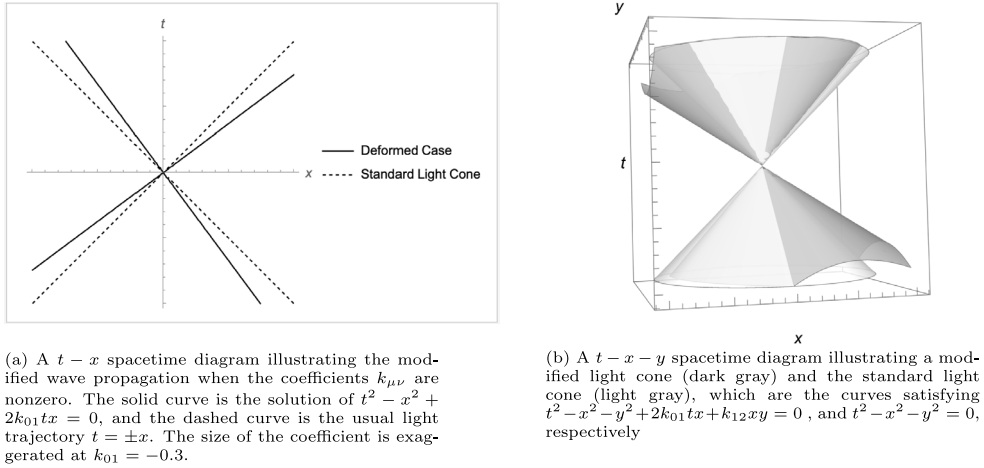 t
x
Deformed Case
Standard Light Cone
(a) A t − x spacetime diagram illustrating the mod-
ified wave propagation when the coefficients kμν are
nonzero. The solid curve is the solution of t² − x² +
2k₀₁tx = 0, and the dashed curve is the usual light
trajectory t = ±x. The size of the coefficient is exag-
gerated at k₀₁ = −0.3.
y
t
x
(b) A t − x − y spacetime diagram illustrating a mod-
ified light cone (dark gray) and the standard light
cone (light gray), which are the curves satisfying
t² − x² − y² + 2k₀₁tx + k₁₂xy = 0 , and t² − x² − y² = 0,
respectively